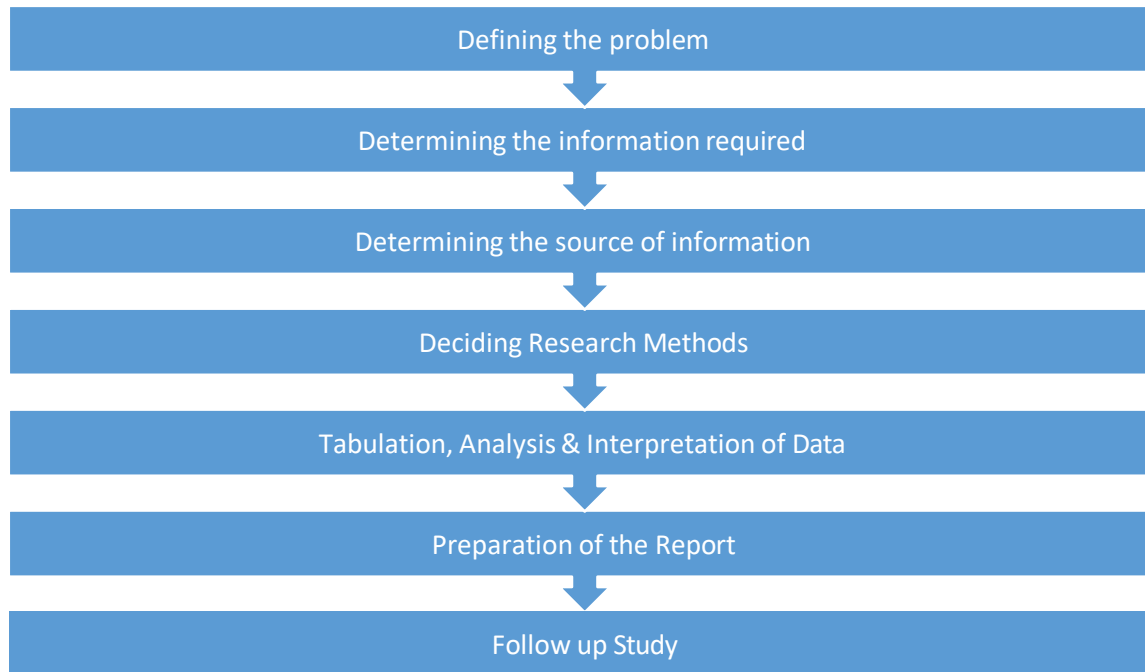 Defining the problem
Determining the information required
Determining the source of information
Deciding Research Methods
Tabulation, Analysis & Interpretation of Data
Preparation of the Report
Follow up Study